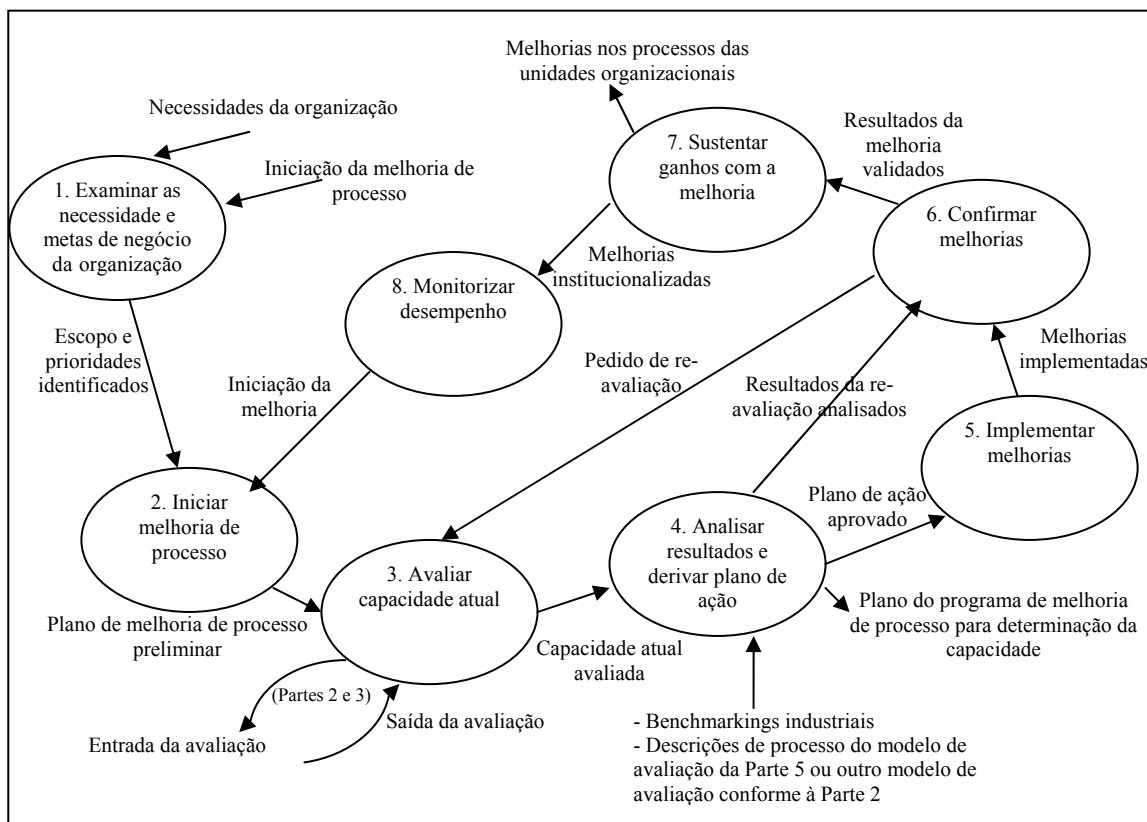 Melhorias nos processos das
unidades organizacionais
Necessidades da organização
Iniciação da melhoria de
processo
1. Examinar as
necessidade e
metas de negócio
da organização
7. Sustentar
ganhos com a
melhoria
Resultados da
melhoria
validados
6. Confirmar
melhorias
Melhorias
institucionalizadas
8. Monitorizar
desempenho
Escopo e
prioridades
identificados
Iniciação da
melhoria
Pedido de re-
avaliação
Resultados da re-
avaliação analisados
Melhorias
implementadas
5. Implementar
melhorias
2. Iniciar
melhoria de
processo
Plano de ação
aprovado
4. Analisar
resultados e
derivar plano de
ação
3. Avaliar
capacidade atual
Plano de melhoria de processo
preliminar
Capacidade atual
avaliada
Plano do programa de melhoria
de processo para determinação da
capacidade
(Partes 2 e 3)
Saída da avaliação
Entrada da avaliação
- Benchmarkings industriais
- Descrições de processo do modelo de
avaliação da Parte 5 ou outro modelo de
avaliação conforme à Parte 2